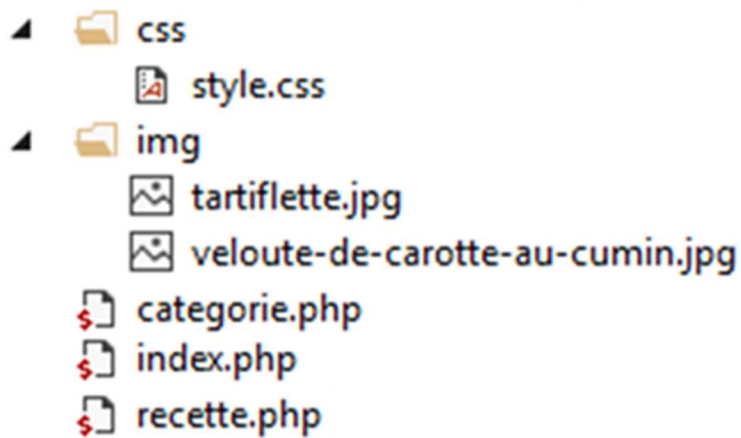 css
style.css
img
tartiflette.jpg
veloute-de-carotte-au-cumin.jpg
categorie.php
index.php
recette.php